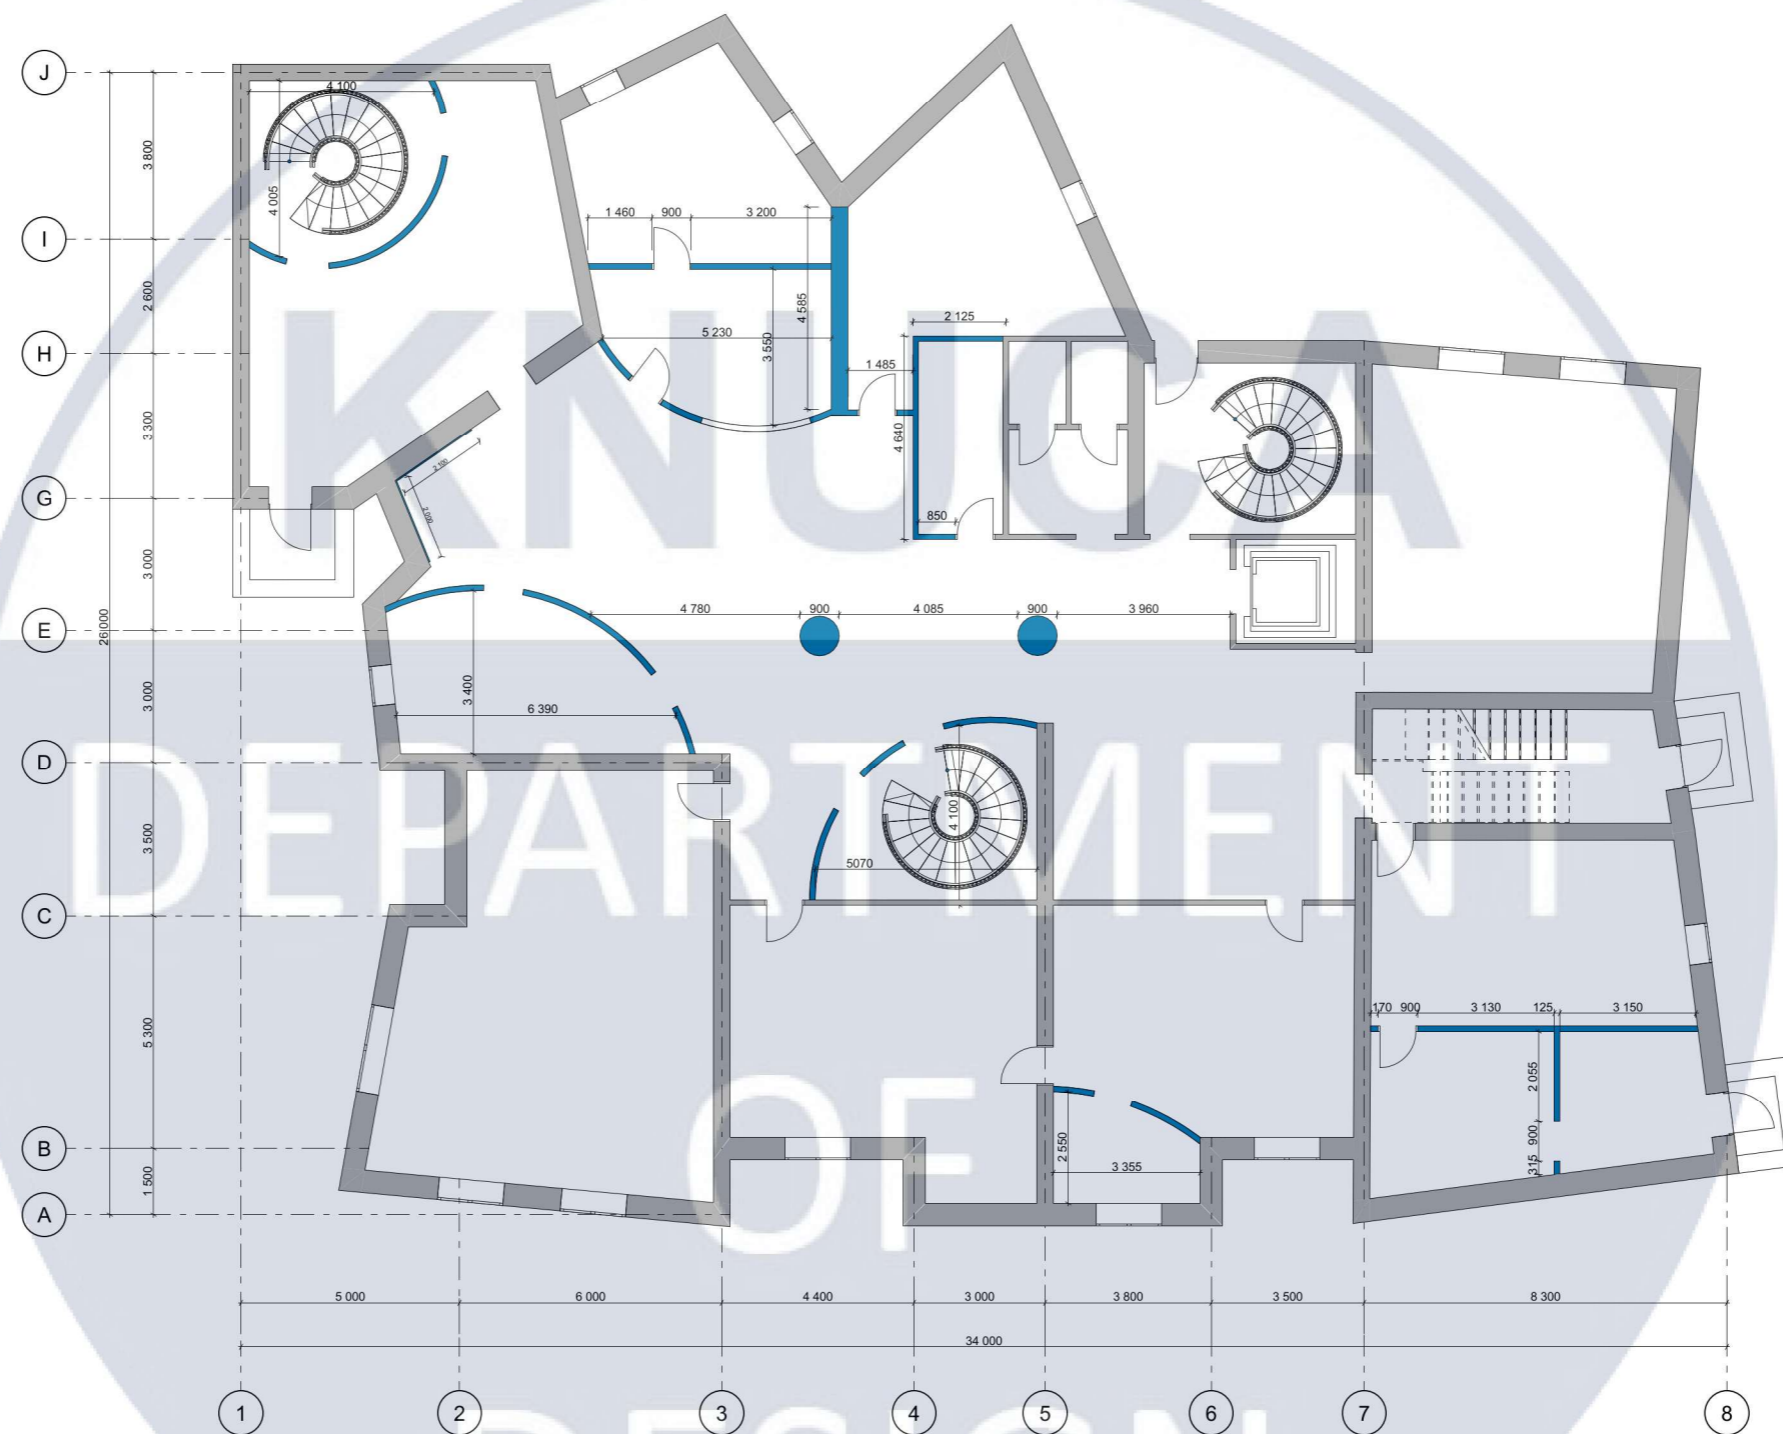 J
4 100
3 800
4 005
1 460 900 3 200
I
2 600
4 585
5 230
3 550
2 125
H
1 485
KNUCA
3 300
4 640
2 100
2 000
G
850
3 000
26 000
4 780 900 4 085 900 3 960
E
3 000
3 400
6 390
D
DEPARTMENT
3 500
4 100
5070
C
170 900 3 130 125 3 150
5 300
2 055
OF
900
B
2 550
315
3 355
1 500
A
5 000 6 000 4 400 3 000 3 800 3 500 8 300
34 000
1 2 3 4 5 6 7 8
DESIGN